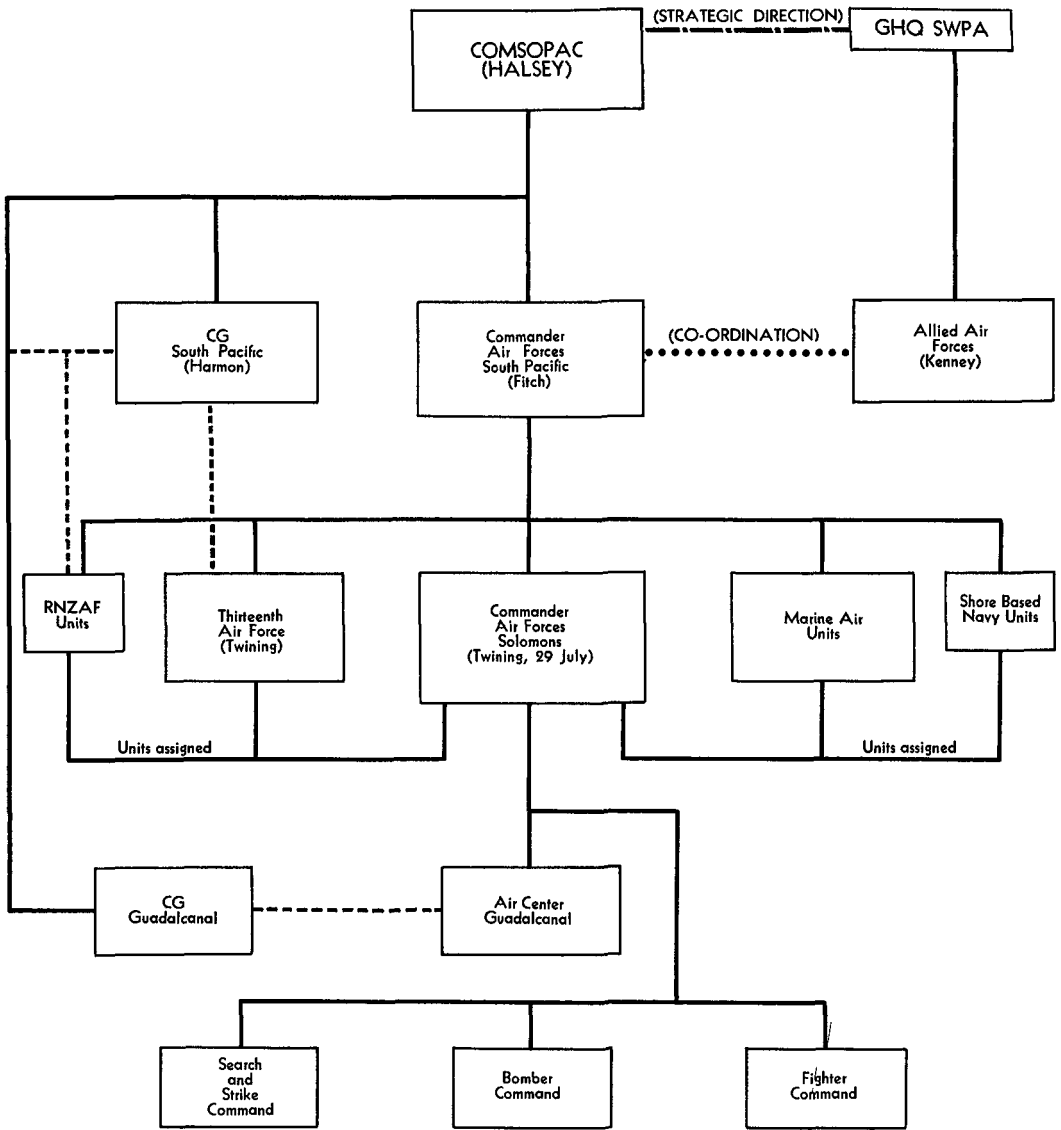 (STRATEGIC DIRECTION)
COMSOPAC
(HALSEY)
GHQ SWPA
CG
South Pacific
(Harmon)
Commander
Air Forces
South Pacific
(Fitch)
(CO-ORDINATION)
Allied Air
Forces
(Kenney)
RNZAF
Units
Thirteenth
Air Force
(Twining)
Commander
Air Forces
Solomons
(Twining, 29 July)
Marine Air
Units
Shore Based
Navy Units
Units assigned
Units assigned
CG
Guadalcanal
Air Center
Guadalcanal
Search
and
Strike
Command
Bomber
Command
Fighter
Command